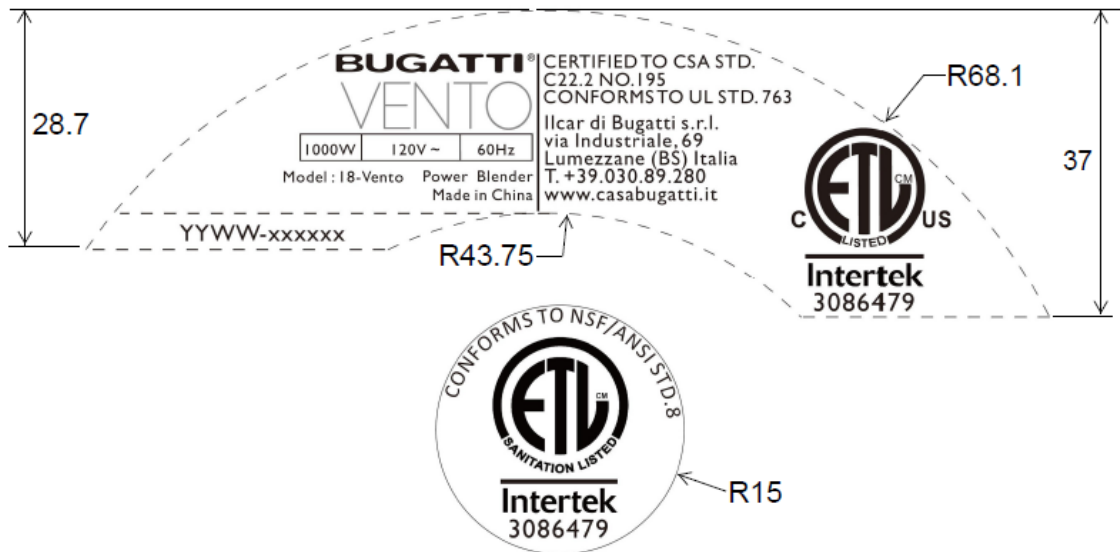 28.7
BUGATTI®
VENTO
1000W 120V ~ 60Hz
Model : 18-Vento Power Blender
Made in China
YYWW-xxxxxx
CERTIFIED TO CSA STD.
C22.2 NO.195
CONFORMS TO UL STD. 763
Ilcar di Bugatti s.r.l.
via Industriale, 69
Lumezzane (BS) Italia
T. +39.030.89.280
www.casabugatti.it
R68.1
37
ETL CM
C US
LISTED
Intertek
3086479
R43.75
CONFORMS TO NSF/ANSI STD.8
ETL CM
SANITATION LISTED
Intertek
3086479
R15